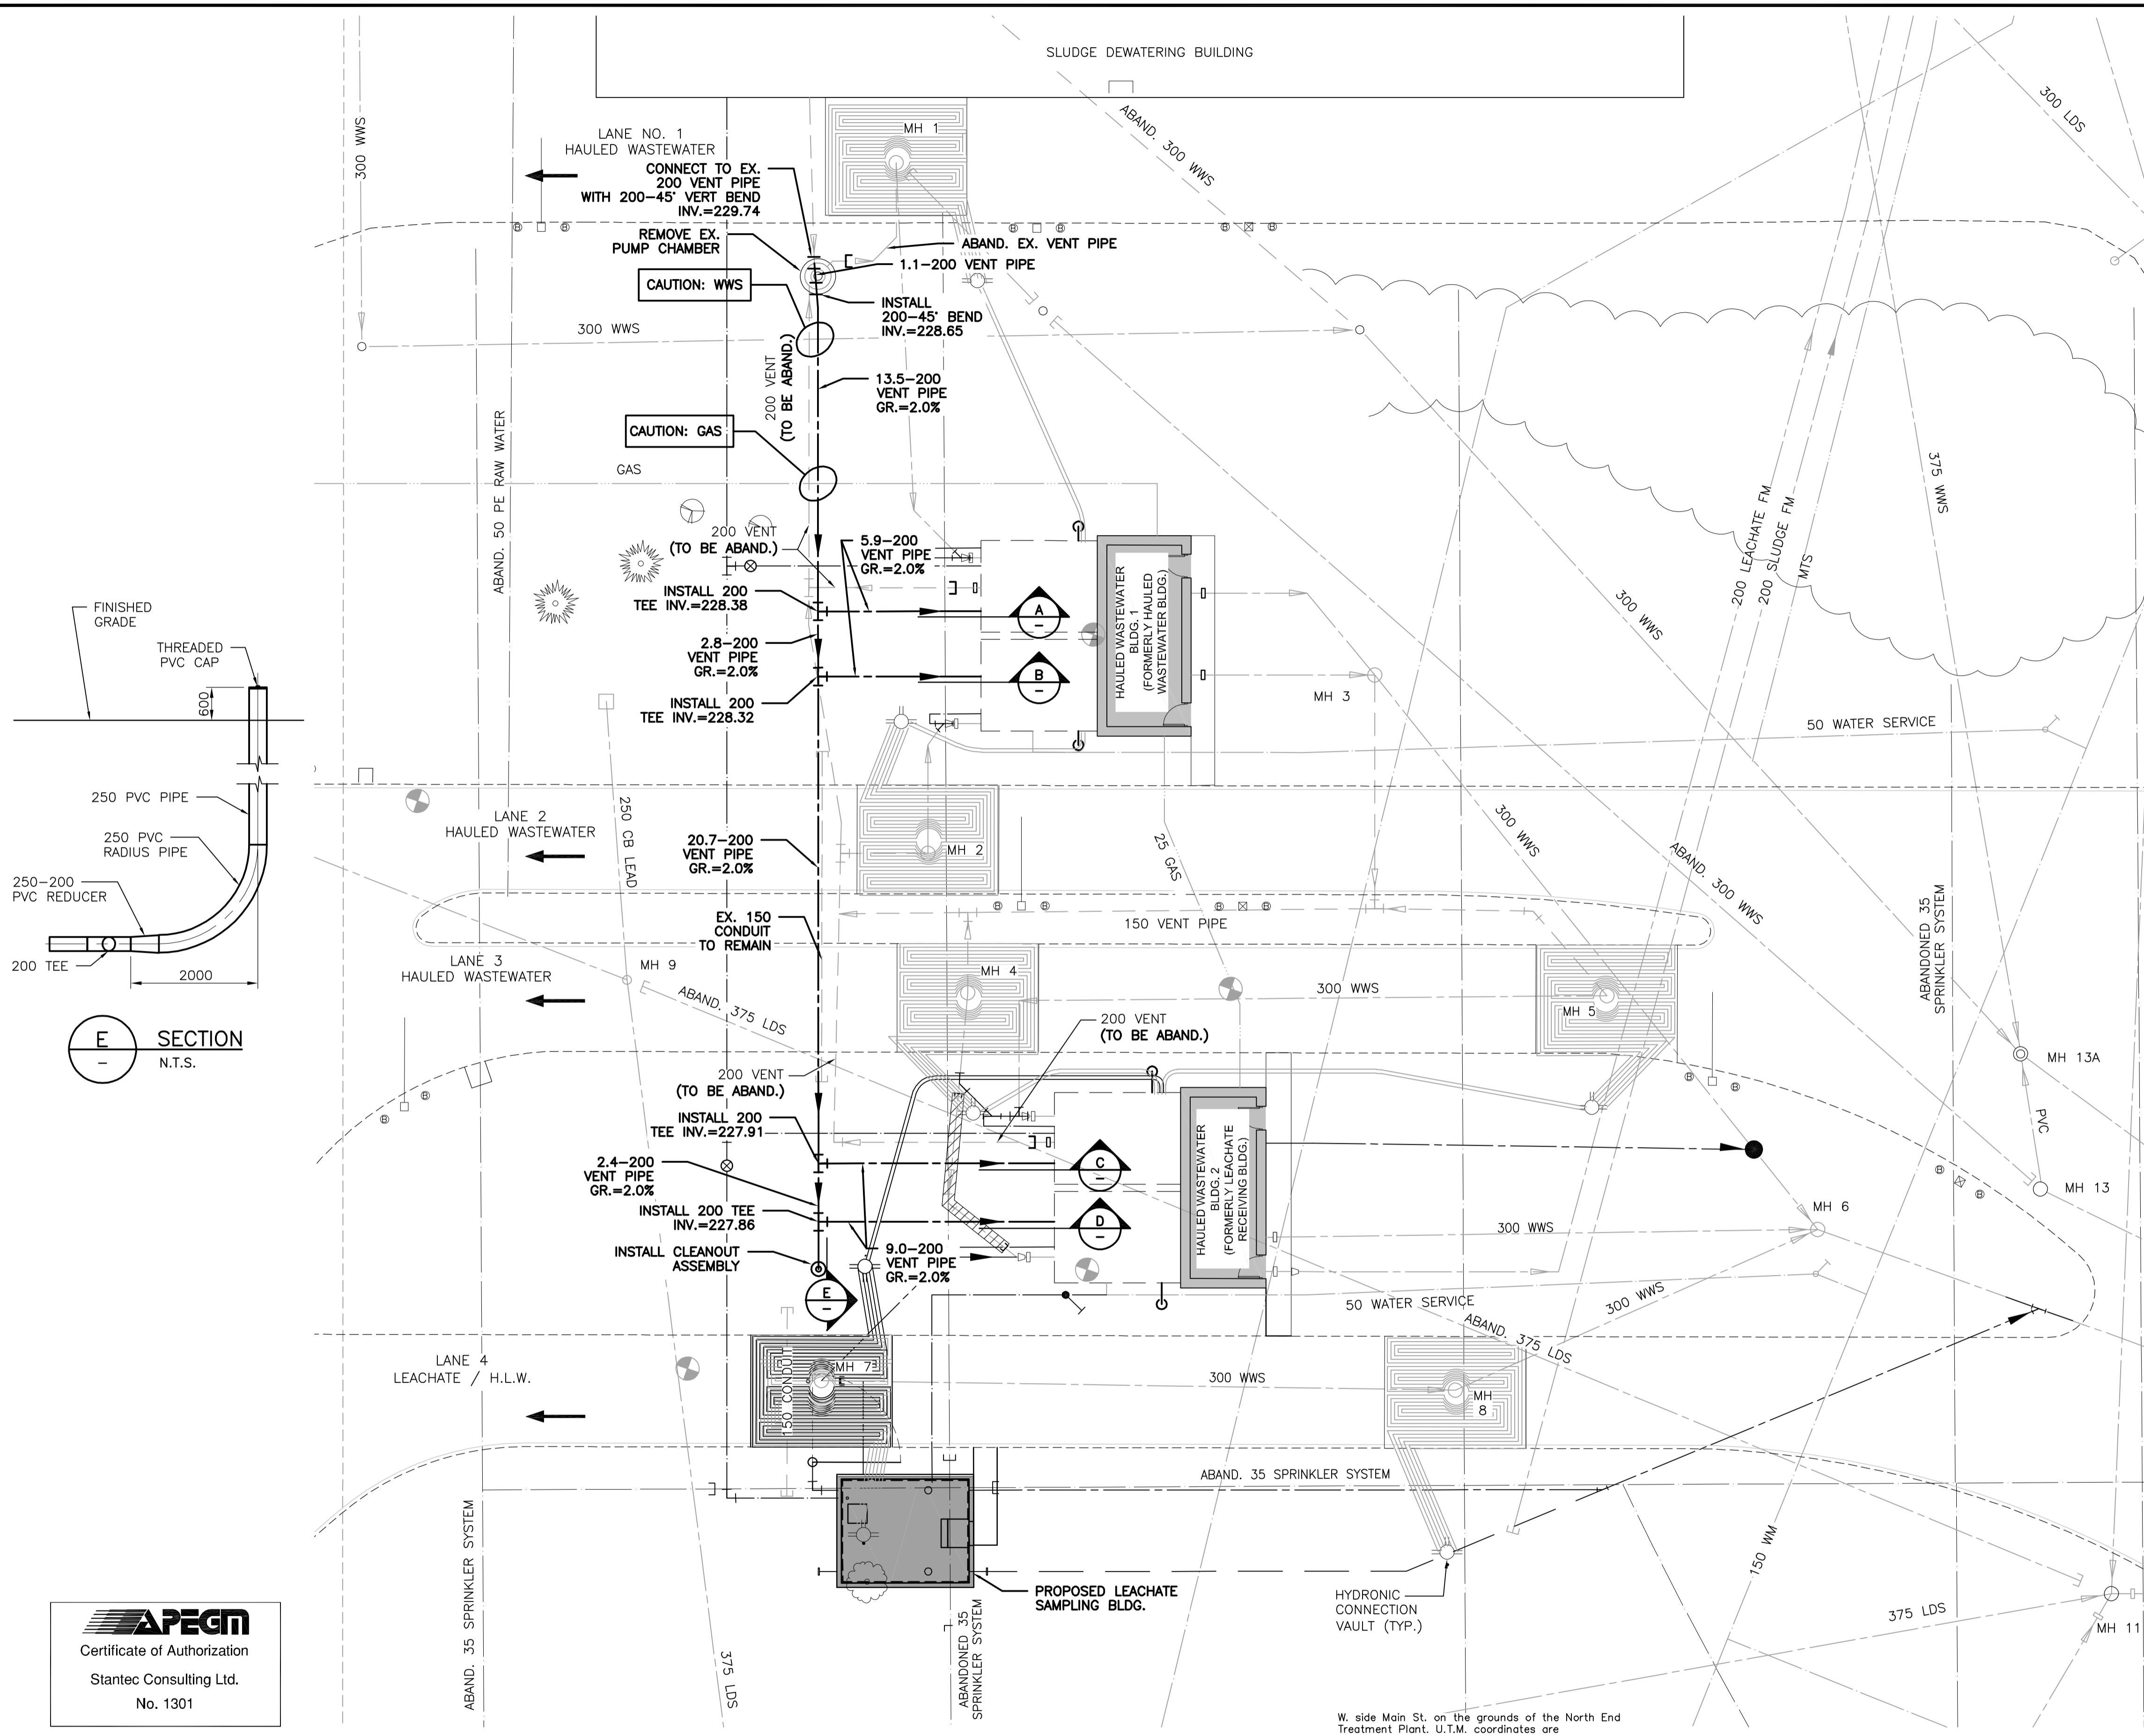 SLUDGE DEWATERING BUILDING
300 WWS
LANE NO. 1
HAULED WASTEWATER
CONNECT TO EX.
200 VENT PIPE
WITH 200-45° VERT BEND
INV.=229.74
REMOVE EX.
PUMP CHAMBER
CAUTION: WWS
MH 1
ABAND. 300 WWS
300 LDS
ABAND. EX. VENT PIPE
1.1-200 VENT PIPE
INSTALL
200-45° BEND
INV.=228.65
300 WWS
200 VENT
(TO BE ABAND.)
13.5-200
VENT PIPE
GR.=2.0%
CAUTION: GAS
GAS
ABAND. 50 PE RAW WATER
200 VENT
(TO BE ABAND.)
5.9-200
VENT PIPE
GR.=2.0%
INSTALL 200
TEE INV.=228.38
2.8-200
VENT PIPE
GR.=2.0%
INSTALL 200
TEE INV.=228.32
A
-
B
-
HAULED WASTEWATER
BLDG. 1
(FORMERLY HAULED
WASTEWATER BLDG.)
MH 3
300 WWS
200 LEACHATE FM
200 SLUDGE FM
MTS
375 WWS
50 WATER SERVICE
FINISHED
GRADE
THREADED
PVC CAP
600
250 PVC PIPE
250 PVC
RADIUS PIPE
250-200
PVC REDUCER
200 TEE
2000
E
-
SECTION
N.T.S.
LANE 2
HAULED WASTEWATER
250 CB LEAD
20.7-200
VENT PIPE
GR.=2.0%
MH 2
25 GAS
300 WWS
ABAND. 300 WWS
EX. 150
CONDUIT
TO REMAIN
150 VENT PIPE
ABANDONED 35
SPRINKLER SYSTEM
LANE 3
HAULED WASTEWATER
MH 9
ABAND. 375 LDS
MH 4
300 WWS
MH 5
200 VENT
(TO BE ABAND.)
MH 13A
PVC
200 VENT
(TO BE ABAND.)
INSTALL 200
TEE INV.=227.91
2.4-200
VENT PIPE
GR.=2.0%
INSTALL 200 TEE
INV.=227.86
INSTALL CLEANOUT
ASSEMBLY
9.0-200
VENT PIPE
GR.=2.0%
C
-
D
-
E
-
HAULED WASTEWATER
BLDG. 2
(FORMERLY LEACHATE
RECEIVING BLDG.)
MH 13
MH 6
300 WWS
50 WATER SERVICE
300 WWS
ABAND. 375 LDS
LANE 4
LEACHATE / H.L.W.
150 CONDUIT
MH 7
300 WWS
MH
8
ABAND. 35 SPRINKLER SYSTEM
ABAND. 35 SPRINKLER SYSTEM
375 LDS
ABANDONED 35
SPRINKLER SYSTEM
PROPOSED LEACHATE
SAMPLING BLDG.
HYDRONIC
CONNECTION
VAULT (TYP.)
150 WM
375 LDS
MH 11
APEGM
Certificate of Authorization
Stantec Consulting Ltd.
No. 1301
W. side Main St. on the grounds of the North End
Treatment Plant. U.T.M. coordinates are